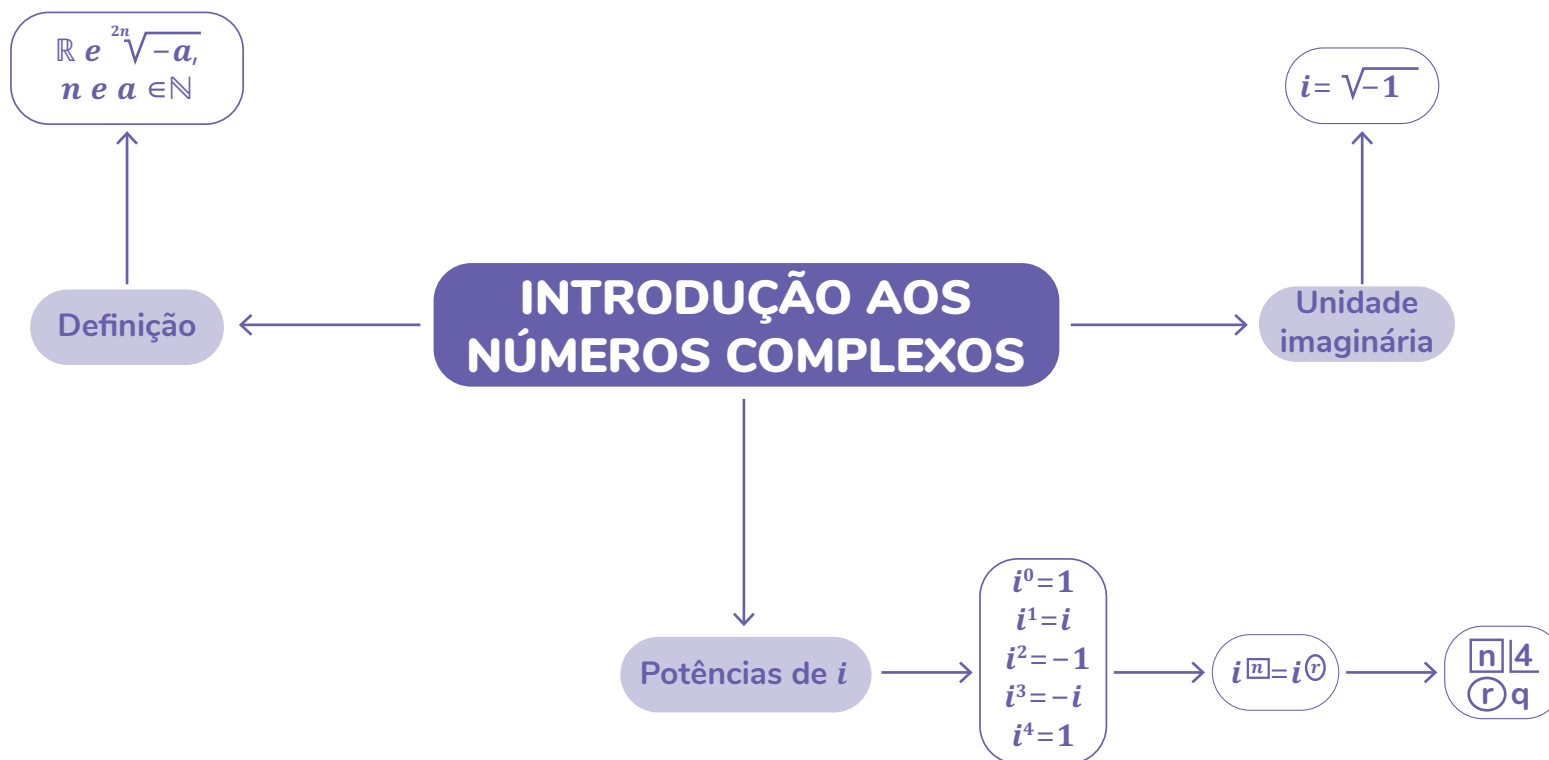 ℝ e ²ⁿ√−a,
n e a ∈ℕ
i= √−1
Definição
INTRODUÇÃO AOS
NÚMEROS COMPLEXOS
Unidade
imaginária
Potências de i
i⁰=1
i¹=i
i²=−1
i³=−i
i⁴=1
iⁿ=iʳ
n 4
r q